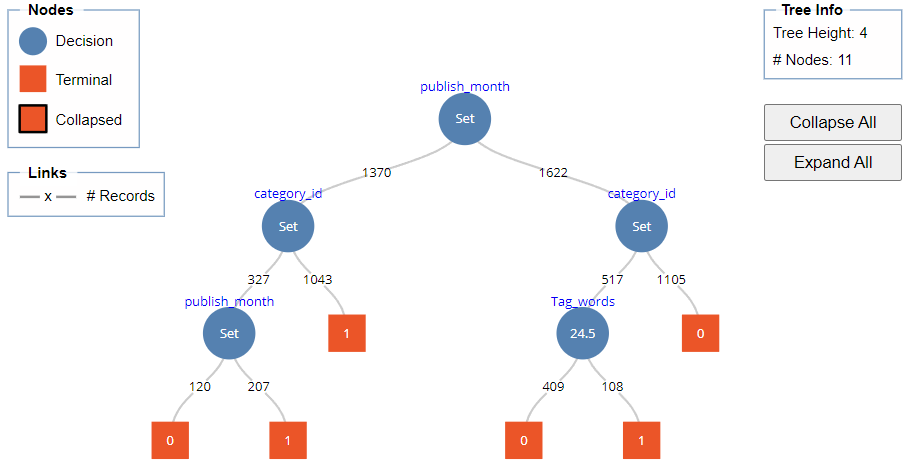 Nodes
Decision
Terminal
Collapsed
Links
x
# Records
Tree Info
Tree Height: 4
# Nodes: 11
Collapse All
Expand All
publish_month
Set
1370
1622
category_id
category_id
Set
Set
327
1043
517
1105
publish_month
Tag_words
Set
1
24.5
0
120
207
409
108
0
1
0
1